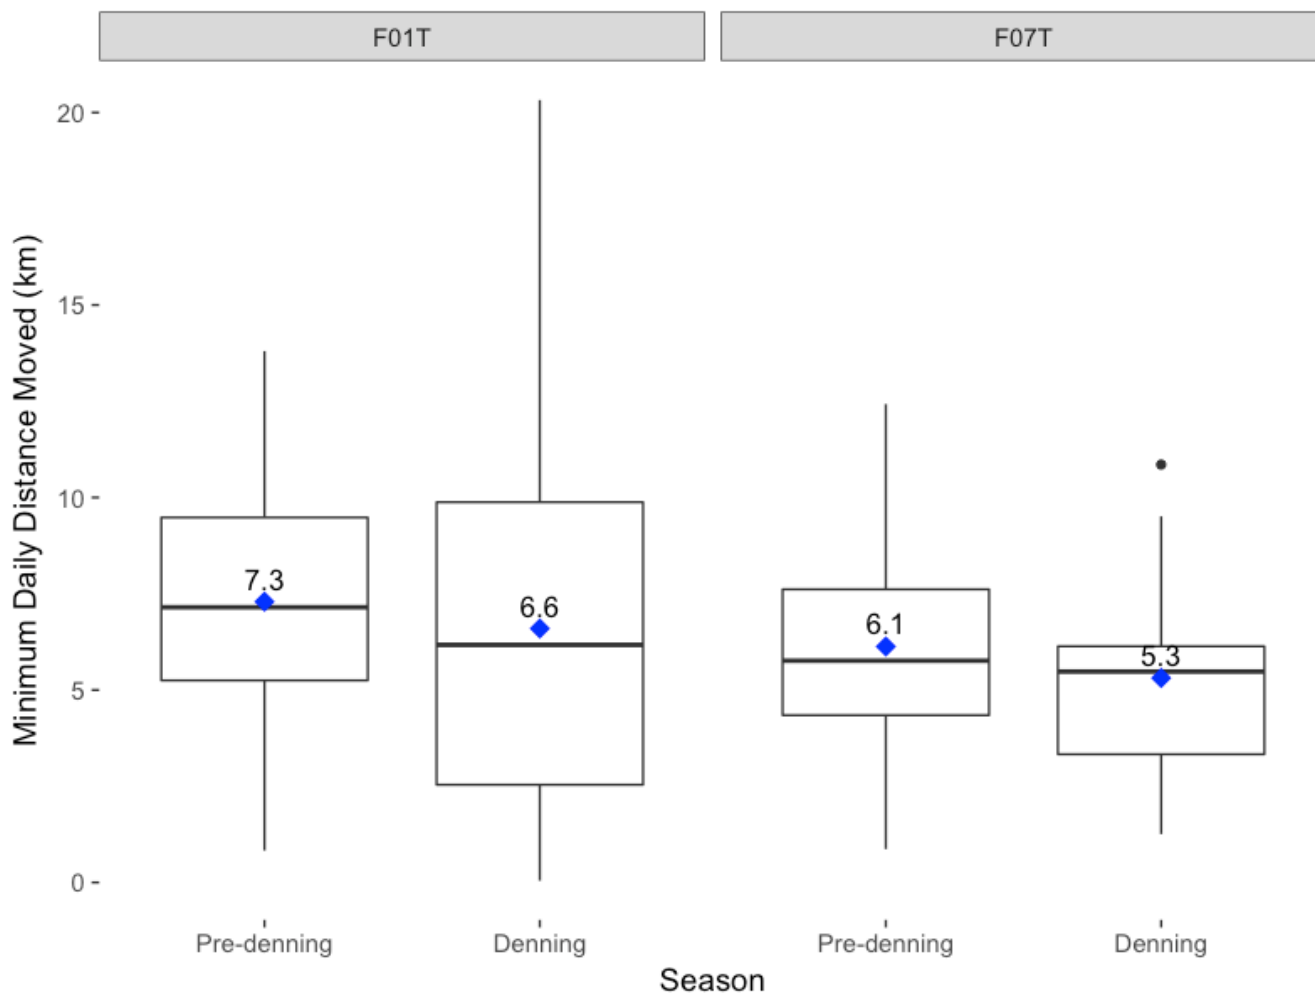 F01T
F07T
Minimum Daily Distance Moved (km)
20
15
10
5
0
7.3
6.6
6.1
5.3
Pre-denning
Denning
Pre-denning
Denning
Season